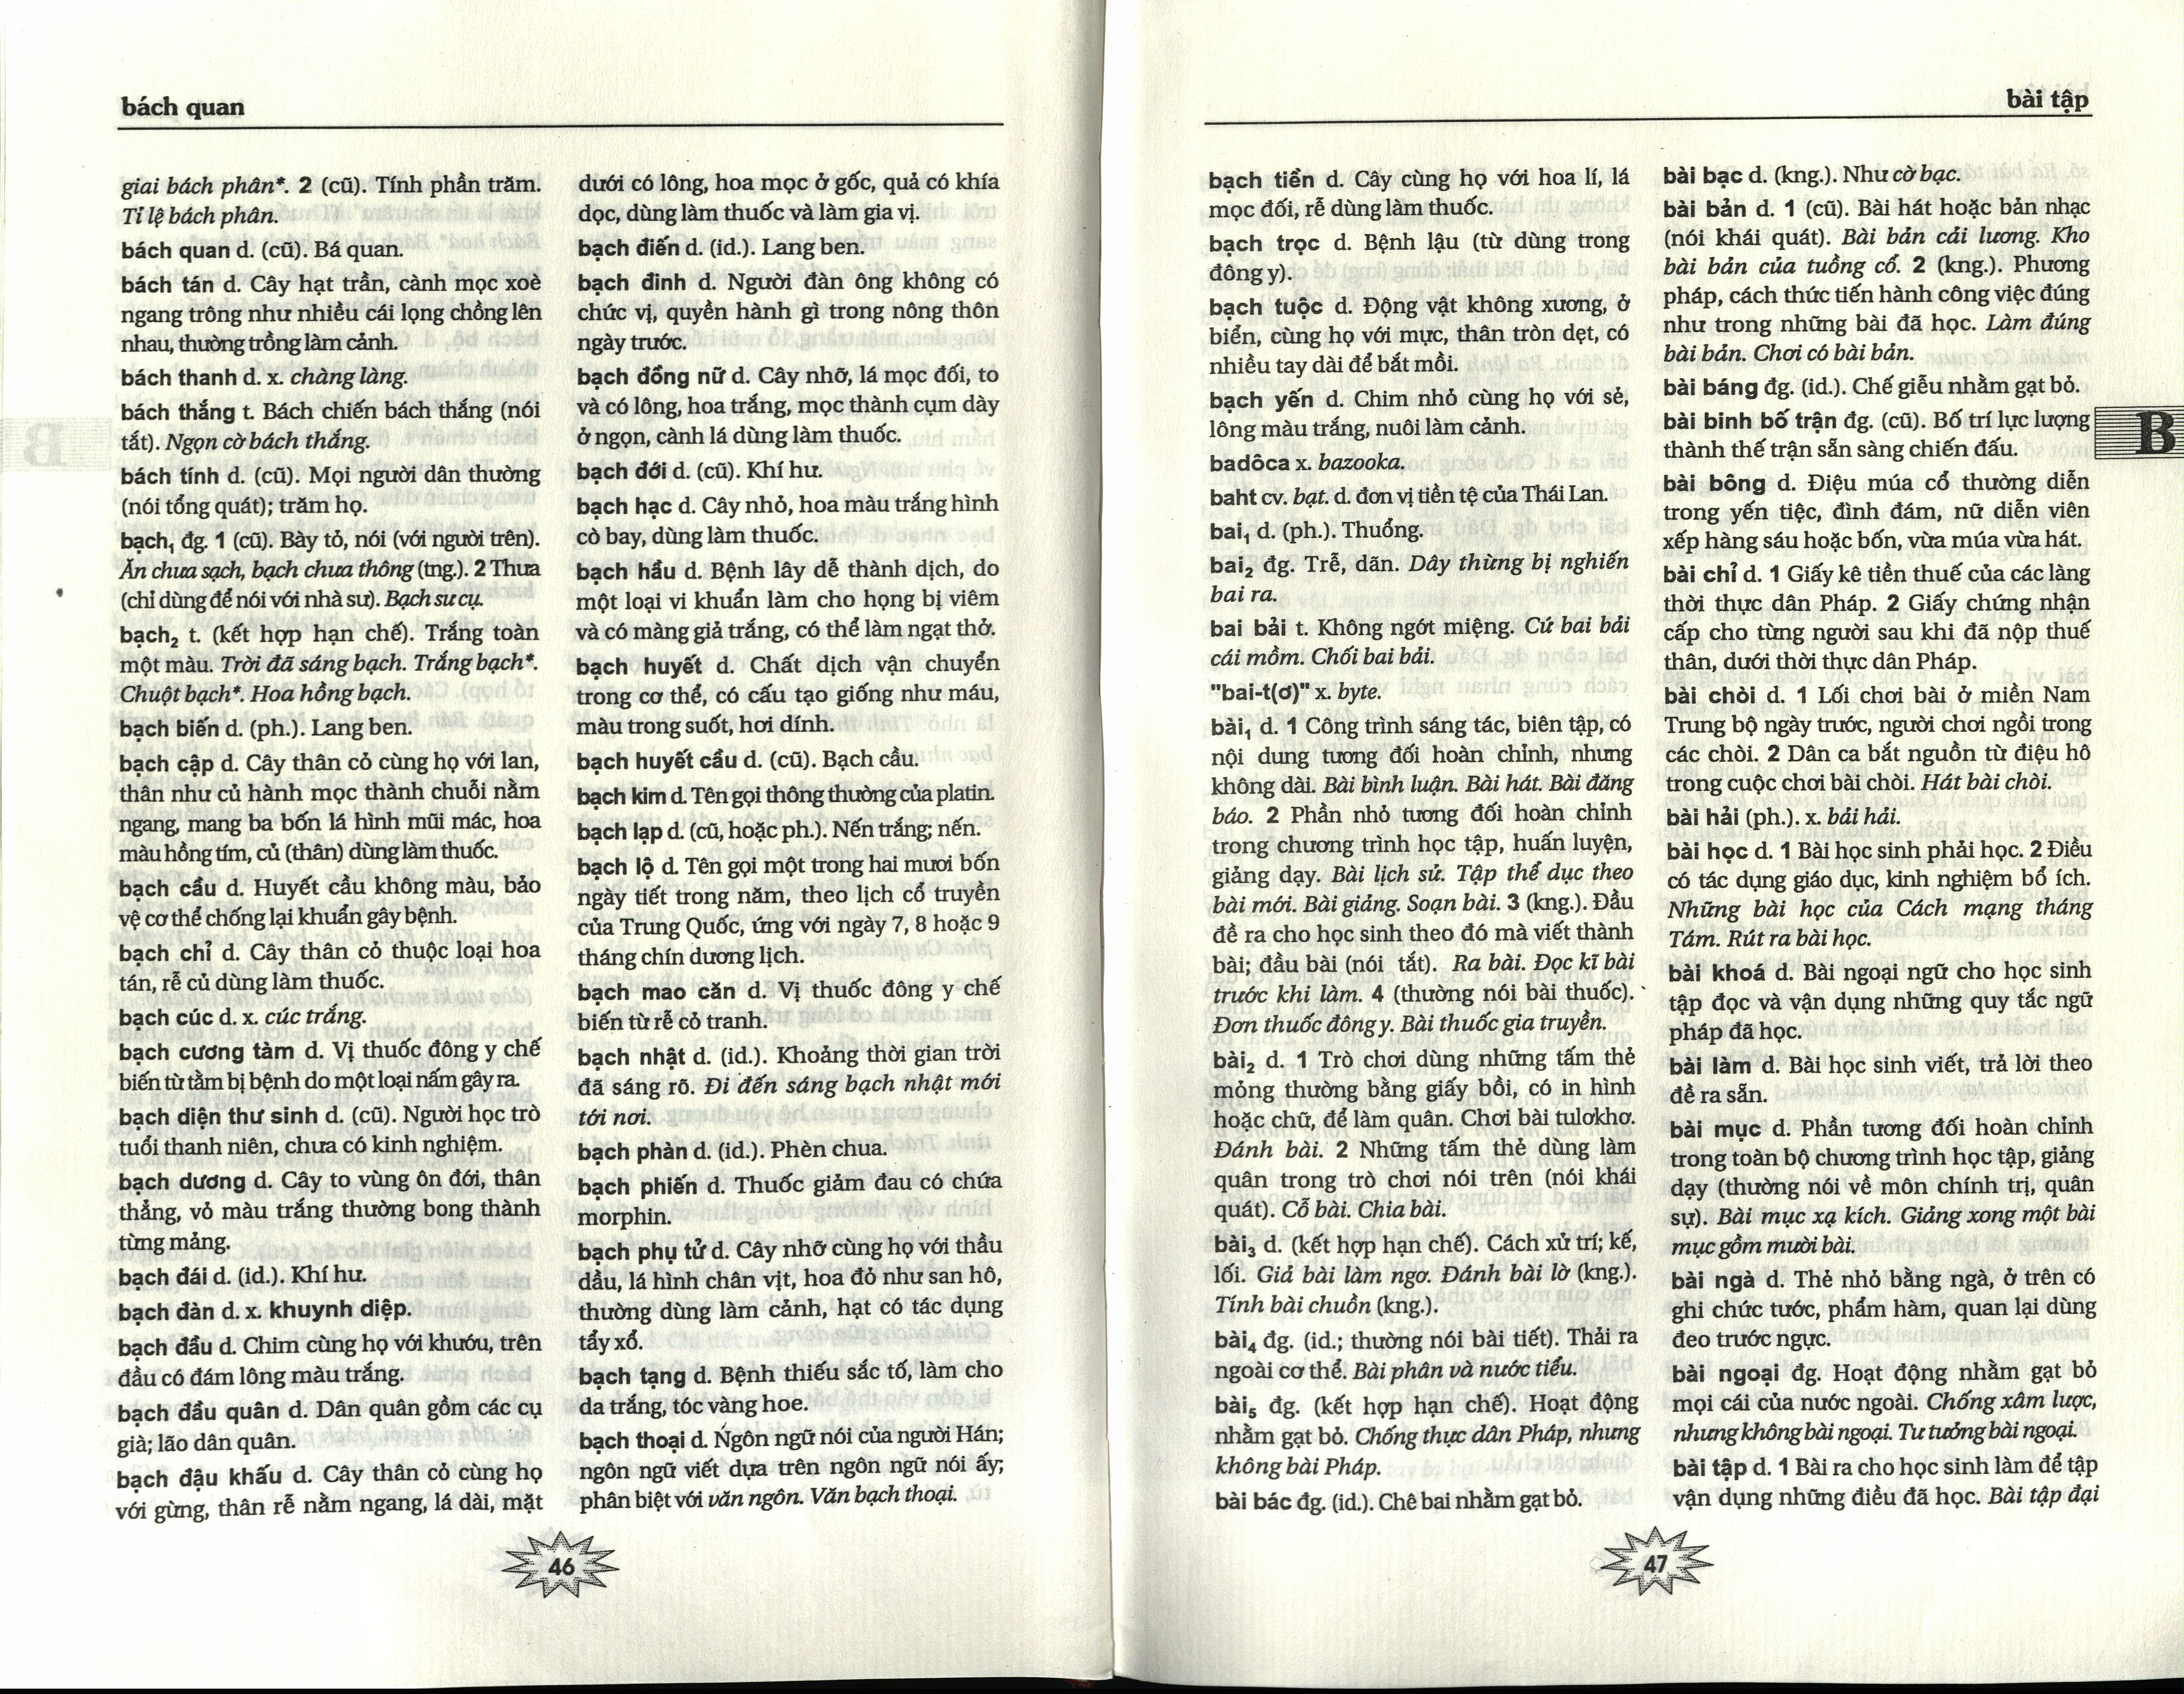 bách quan
giai bách phân*. 2 (cũ). Tính phần trăm.
Tỉ lệ bách phân.
bách quan d. (cũ). Bá quan.
bách tán d. Cây hạt trần, cành mọc xoè
ngang trông như nhiều cái lọng chồng lên
nhau, thường trồng làm cảnh.
bách thanh d. x. chàng làng.
bách thắng t. Bách chiến bách thắng (nói
tắt). Ngọn cờ bách thắng.
bách tính d. (cũ). Mọi người dân thường
(nói tổng quát); trăm họ.
bạch₁ đg. 1 (cũ). Bày tỏ, nói (với người trên).
Ăn chưa sạch, bạch chưa thông (tng.). 2 Thưa
(chỉ dùng để nói với nhà sư). Bạch sư cụ.
bạch₂ t. (kết hợp hạn chế). Trắng toàn
một màu. Trời đã sáng bạch. Trắng bạch*.
Chuột bạch*. Hoa hồng bạch.
bạch biến d. (ph.). Lang ben.
bạch cập d. Cây thân cỏ cùng họ với lan,
thân như củ hành mọc thành chuỗi nằm
ngang, mang ba bốn lá hình mũi mác, hoa
màu hồng tím, củ (thân) dùng làm thuốc.
bạch cầu d. Huyết cầu không màu, bảo
vệ cơ thể chống lại khuẩn gây bệnh.
bạch chỉ d. Cây thân cỏ thuộc loại hoa
tán, rễ củ dùng làm thuốc.
bạch cúc d. x. cúc trắng.
bạch cương tàm d. Vị thuốc đông y chế
biến từ tằm bị bệnh do một loại nấm gây ra.
bạch diện thư sinh d. (cũ). Người học trò
tuổi thanh niên, chưa có kinh nghiệm.
bạch dương d. Cây to vùng ôn đới, thân
thẳng, vỏ màu trắng thường bong thành
từng mảng.
bạch đái d. (id.). Khí hư.
bạch đàn d. x. khuynh diệp.
bạch đầu d. Chim cùng họ với khướu, trên
đầu có đám lông màu trắng.
bạch đầu quân d. Dân quân gồm các cụ
già; lão dân quân.
bạch đậu khấu d. Cây thân cỏ cùng họ
với gừng, thân rễ nằm ngang, lá dài, mặt
dưới có lông, hoa mọc ở gốc, quả có khía
dọc, dùng làm thuốc và làm gia vị.
bạch điến d. (id.). Lang ben.
bạch đinh d. Người đàn ông không có
chức vị, quyền hành gì trong nông thôn
ngày trước.
bạch đồng nữ d. Cây nhỡ, lá mọc đối, to
và có lông, hoa trắng, mọc thành cụm dày
ở ngọn, cành lá dùng làm thuốc.
bạch đới d. (cũ). Khí hư.
bạch hạc d. Cây nhỏ, hoa màu trắng hình
cò bay, dùng làm thuốc.
bạch hầu d. Bệnh lây dễ thành dịch, do
một loại vi khuẩn làm cho họng bị viêm
và có màng giả trắng, có thể làm ngạt thở.
bạch huyết d. Chất dịch vận chuyển
trong cơ thể, có cấu tạo giống như máu,
màu trong suốt, hơi dính.
bạch huyết cầu d. (cũ). Bạch cầu.
bạch kim d. Tên gọi thông thường của platin.
bạch lạp d. (cũ, hoặc ph.). Nến trắng; nến.
bạch lộ d. Tên gọi một trong hai mươi bốn
ngày tiết trong năm, theo lịch cổ truyền
của Trung Quốc, ứng với ngày 7, 8 hoặc 9
tháng chín dương lịch.
bạch mao căn d. Vị thuốc đông y chế
biến từ rễ cỏ tranh.
bạch nhật d. (id.). Khoảng thời gian trời
đã sáng rõ. Đi đến sáng bạch nhật mới
tới nơi.
bạch phàn d. (id.). Phèn chua.
bạch phiến d. Thuốc giảm đau có chứa
morphin.
bạch phụ tử d. Cây nhỡ cùng họ với thầu
dầu, lá hình chân vịt, hoa đỏ như san hô,
thường dùng làm cảnh, hạt có tác dụng
tẩy xổ.
bạch tạng d. Bệnh thiếu sắc tố, làm cho
da trắng, tóc vàng hoe.
bạch thoại d. Ngôn ngữ nói của người Hán;
ngôn ngữ viết dựa trên ngôn ngữ nói ấy;
phân biệt với văn ngôn. Văn bạch thoại.
46
bài tập
bạch tiền d. Cây cùng họ với hoa lí, lá
mọc đối, rễ dùng làm thuốc.
bạch trọc d. Bệnh lậu (từ dùng trong
đông y).
bạch tuộc d. Động vật không xương, ở
biển, cùng họ với mực, thân tròn dẹt, có
nhiều tay dài để bắt mồi.
bạch yến d. Chim nhỏ cùng họ với sẻ,
lông màu trắng, nuôi làm cảnh.
badôca x. bazooka.
baht cv. bạt. d. đơn vị tiền tệ của Thái Lan.
bai₁ d. (ph.). Thuổng.
bai₂ đg. Trễ, dãn. Dây thừng bị nghiến
bai ra.
bai bải t. Không ngớt miệng. Cứ bai bải
cái mồm. Chối bai bải.
"bai-t(ơ)" x. byte.
bài₁ d. 1 Công trình sáng tác, biên tập, có
nội dung tương đối hoàn chỉnh, nhưng
không dài. Bài bình luận. Bài hát. Bài đăng
báo. 2 Phần nhỏ tương đối hoàn chỉnh
trong chương trình học tập, huấn luyện,
giảng dạy. Bài lịch sử. Tập thể dục theo
bài mới. Bài giảng. Soạn bài. 3 (kng.). Đầu
đề ra cho học sinh theo đó mà viết thành
bài; đầu bài (nói tắt). Ra bài. Đọc kĩ bài
trước khi làm. 4 (thường nói bài thuốc).
Đơn thuốc đông y. Bài thuốc gia truyền.
bài₂ d. 1 Trò chơi dùng những tấm thẻ
mỏng thường bằng giấy bồi, có in hình
hoặc chữ, để làm quân. Chơi bài tulơkhơ.
Đánh bài. 2 Những tấm thẻ dùng làm
quân trong trò chơi nói trên (nói khái
quát). Cỗ bài. Chia bài.
bài₃ d. (kết hợp hạn chế). Cách xử trí; kế,
lối. Giả bài làm ngơ. Đánh bài lờ (kng.).
Tính bài chuồn (kng.).
bài₄ đg. (id.; thường nói bài tiết). Thải ra
ngoài cơ thể. Bài phân và nước tiểu.
bài₅ đg. (kết hợp hạn chế). Hoạt động
nhằm gạt bỏ. Chống thực dân Pháp, nhưng
không bài Pháp.
bài bác đg. (id.). Chê bai nhằm gạt bỏ.
bài bạc d. (kng.). Như cờ bạc.
bài bản d. 1 (cũ). Bài hát hoặc bản nhạc
(nói khái quát). Bài bản cải lương. Kho
bài bản của tuồng cổ. 2 (kng.). Phương
pháp, cách thức tiến hành công việc đúng
như trong những bài đã học. Làm đúng
bài bản. Chơi có bài bản.
bài báng đg. (id.). Chế giễu nhằm gạt bỏ.
bài binh bố trận đg. (cũ). Bố trí lực lượng
thành thế trận sẵn sàng chiến đấu.
B
bài bông d. Điệu múa cổ thường diễn
trong yến tiệc, đình đám, nữ diễn viên
xếp hàng sáu hoặc bốn, vừa múa vừa hát.
bài chỉ d. 1 Giấy kê tiền thuế của các làng
thời thực dân Pháp. 2 Giấy chứng nhận
cấp cho từng người sau khi đã nộp thuế
thân, dưới thời thực dân Pháp.
bài chòi d. 1 Lối chơi bài ở miền Nam
Trung bộ ngày trước, người chơi ngồi trong
các chòi. 2 Dân ca bắt nguồn từ điệu hô
trong cuộc chơi bài chòi. Hát bài chòi.
bài hải (ph.). x. bải hải.
bài học d. 1 Bài học sinh phải học. 2 Điều
có tác dụng giáo dục, kinh nghiệm bổ ích.
Những bài học của Cách mạng tháng
Tám. Rút ra bài học.
bài khoá d. Bài ngoại ngữ cho học sinh
tập đọc và vận dụng những quy tắc ngữ
pháp đã học.
bài làm d. Bài học sinh viết, trả lời theo
đề ra sẵn.
bài mục d. Phần tương đối hoàn chỉnh
trong toàn bộ chương trình học tập, giảng
dạy (thường nói về môn chính trị, quân
sự). Bài mục xạ kích. Giảng xong một bài
mục gồm mười bài.
bài ngà d. Thẻ nhỏ bằng ngà, ở trên có
ghi chức tước, phẩm hàm, quan lại dùng
đeo trước ngực.
bài ngoại đg. Hoạt động nhằm gạt bỏ
mọi cái của nước ngoài. Chống xâm lược,
nhưng không bài ngoại. Tư tưởng bài ngoại.
bài tập d. 1 Bài ra cho học sinh làm để tập
vận dụng những điều đã học. Bài tập đại
47